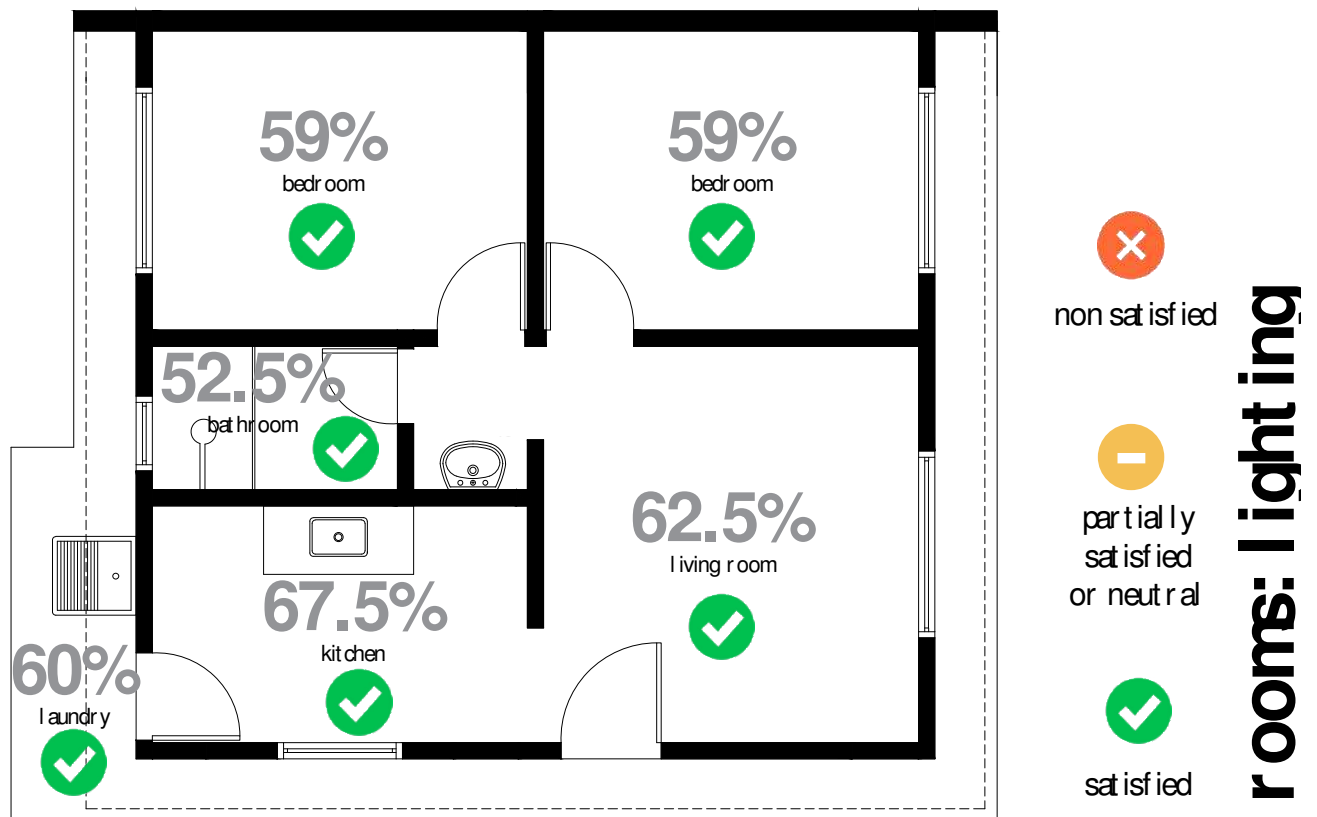 59%
bedroom
59%
bedroom
52.5%
bathroom
62.5%
living room
67.5%
kitchen
60%
laundry
non satisfied
partially
satisfied
or neutral
satisfied
rooms: lighting